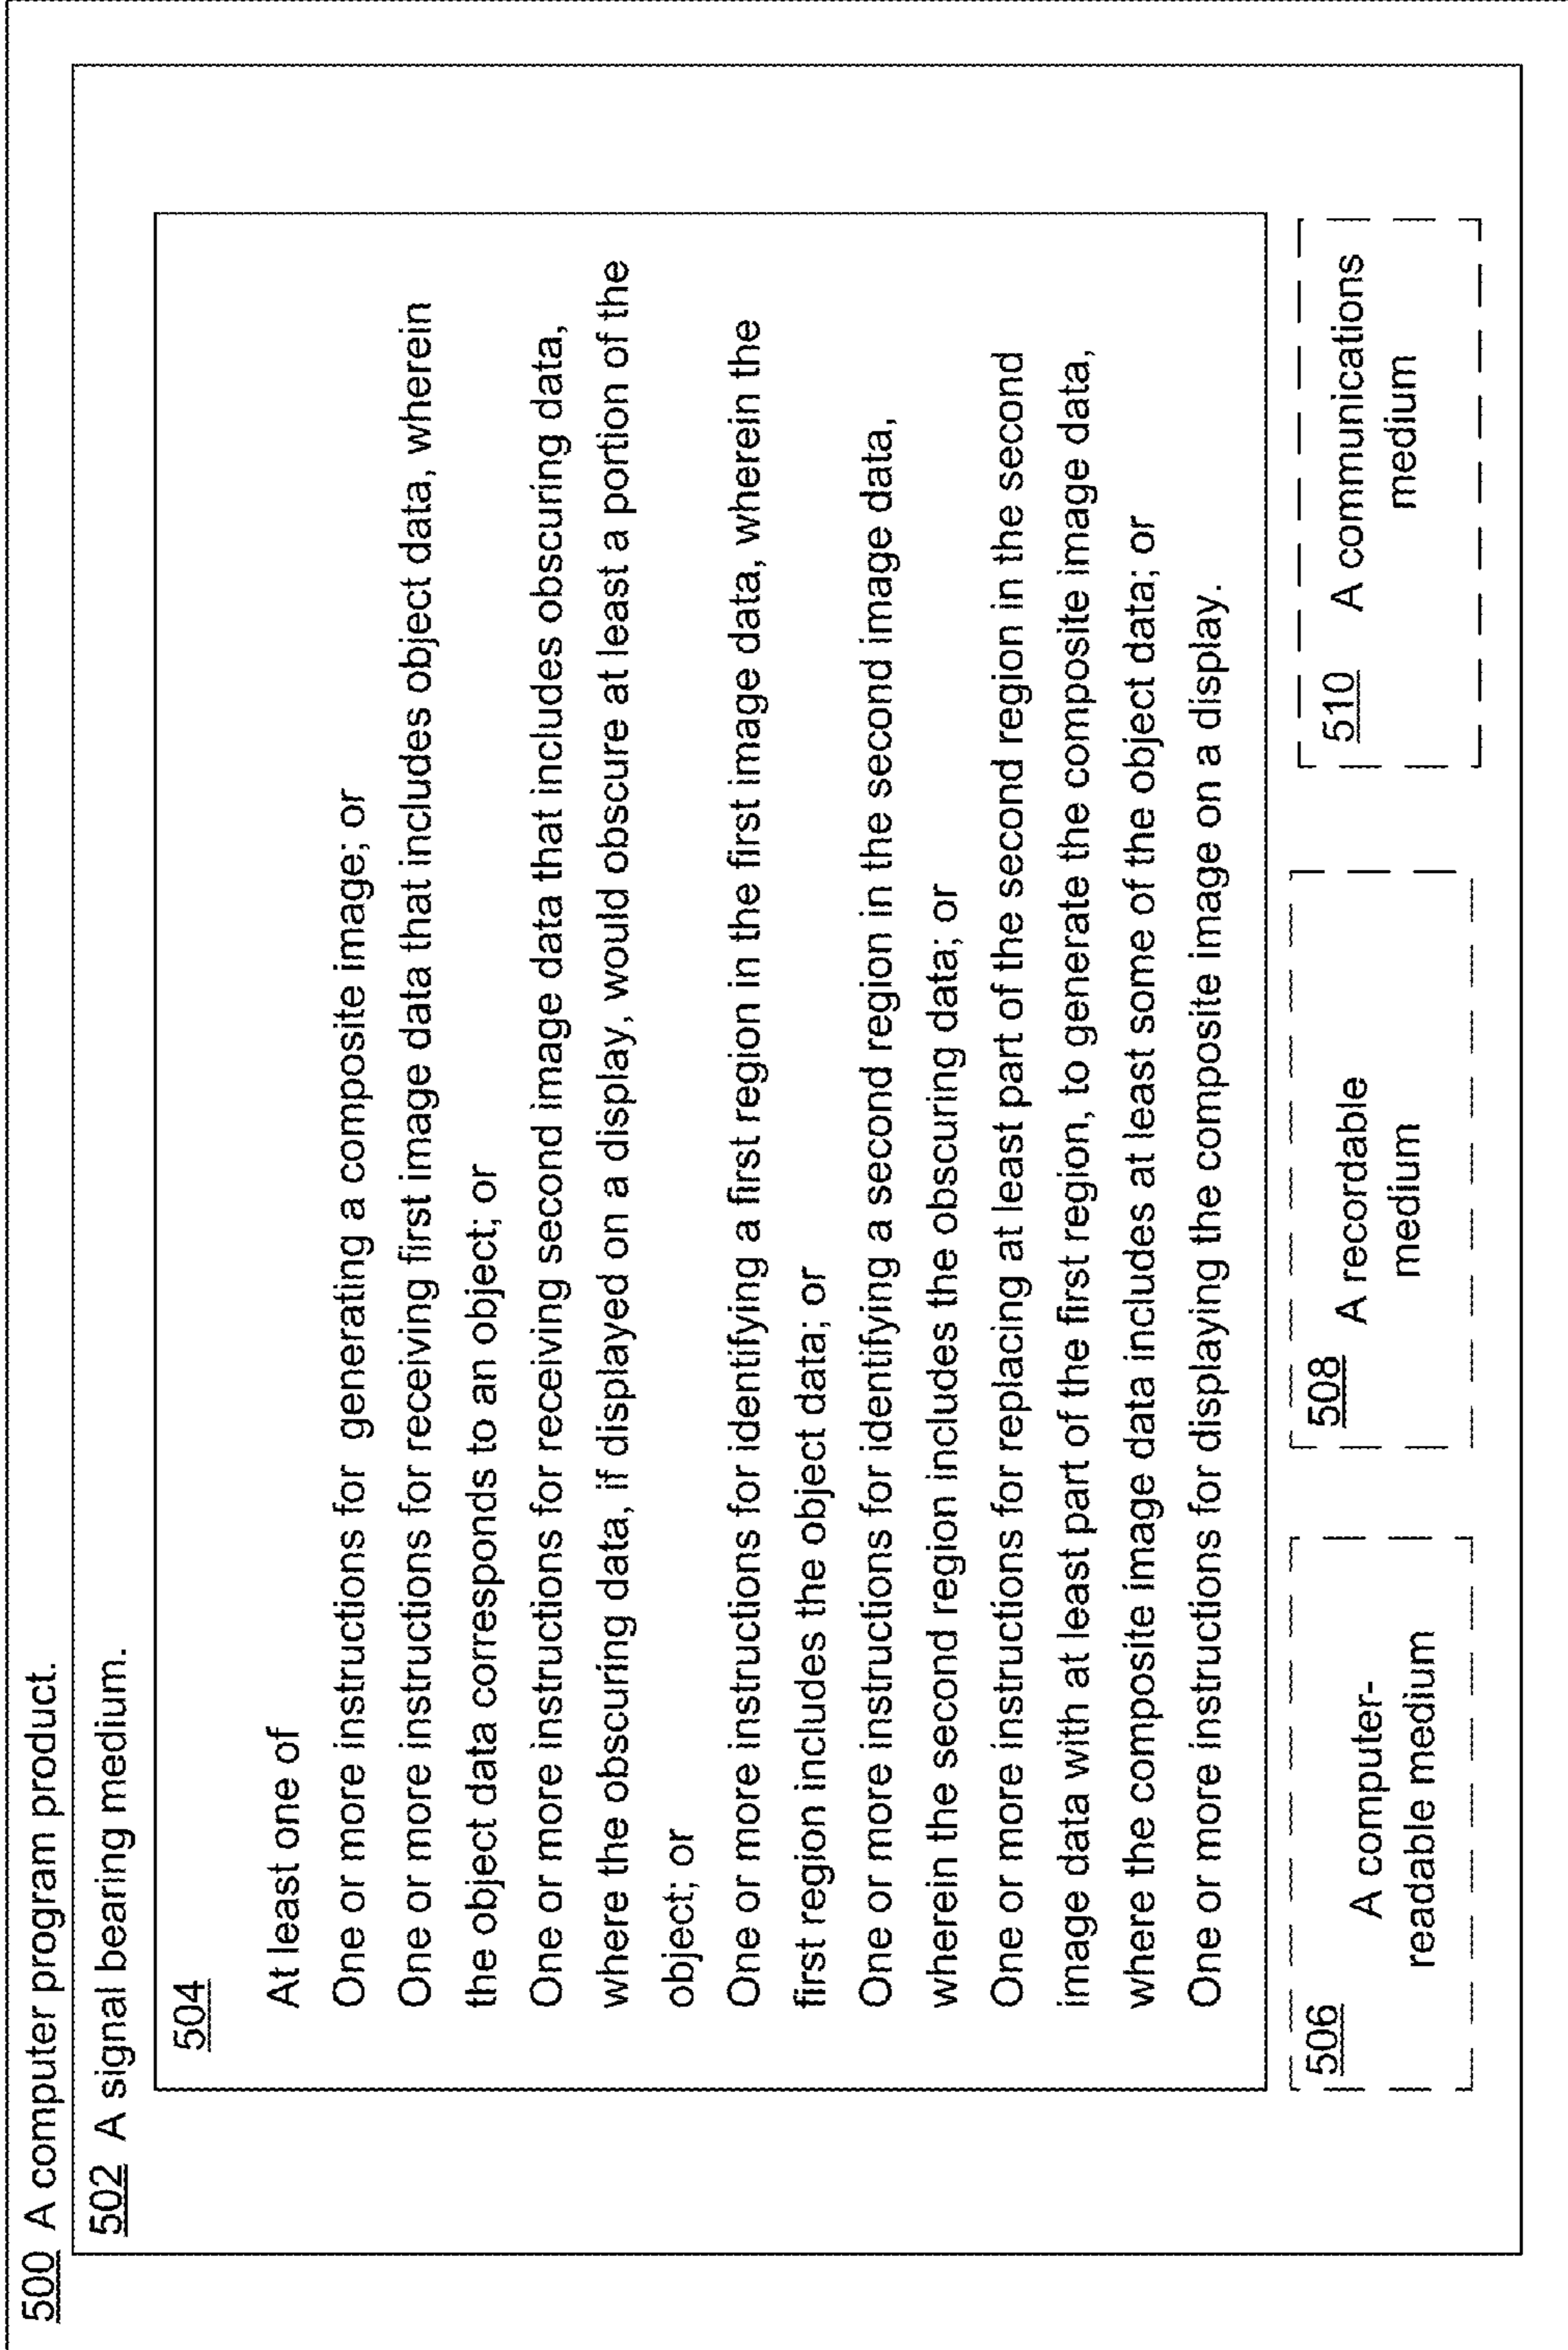 500 A computer program product.
502 A signal bearing medium.
504
At least one of
One or more instructions for generating a composite image; or
One or more instructions for receiving first image data that includes object data, wherein
the object data corresponds to an object; or
One or more instructions for receiving second image data that includes obscuring data,
where the obscuring data, if displayed on a display, would obscure at least a portion of the
object; or
One or more instructions for identifying a first region in the first image data, wherein the
first region includes the object data; or
One or more instructions for identifying a second region in the second image data,
wherein the second region includes the obscuring data; or
One or more instructions for replacing at least part of the second region in the second
image data with at least part of the first region, to generate the composite image data,
where the composite image data includes at least some of the object data; or
One or more instructions for displaying the composite image on a display.
506
A computer-
readable medium
508 A recordable
medium
510 A communications
medium